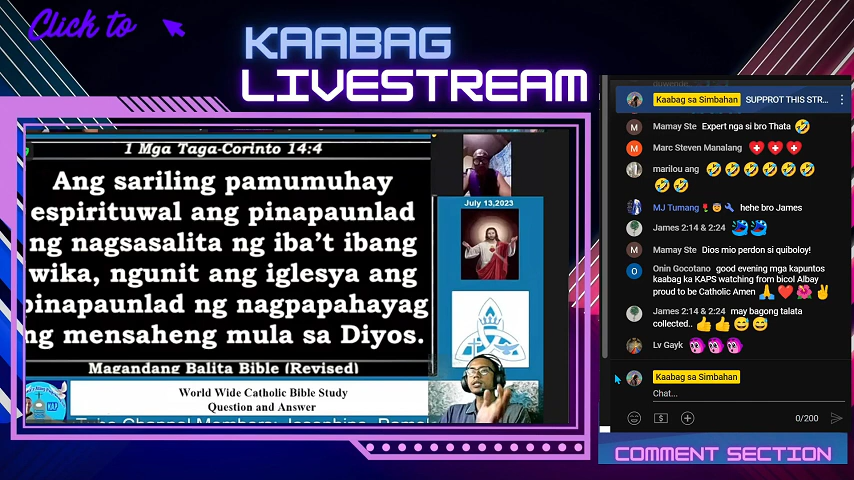 Click to
KAABAG
LIVESTREAM
1 Mga Taga-Corinto 14:4
Ang sariling pamumuhay
espirituwal ang pinapaunlad
ng nagsasalita ng iba't ibang
wika, ngunit ang iglesya ang
pinapaunlad ng nagpapahayag
ng mensaheng mula sa Diyos.
Magandang Balita Bible (Revised)
July 13,2023
World Wide Catholic Bible Study
Question and Answer
Channel Members:
Kaabag sa Simbahan SUPPROT THIS STR...
Mamay Ste Expert nga si bro Thata
Marc Steven Manalang
marilou ang
MJ Tumang hehe bro James
James 2:14 & 2:24
Mamay Ste Dios mio perdon si quiboloy!
Onin Gocotano good evening mga kapuntos
kaabag ka KAPS watching from bicol Albay
proud to be Catholic Amen
James 2:14 & 2:24 may bagong talata
collected..
Lv Gayk
Kaabag sa Simbahan
Chat...
0/200
COMMENT SECTION